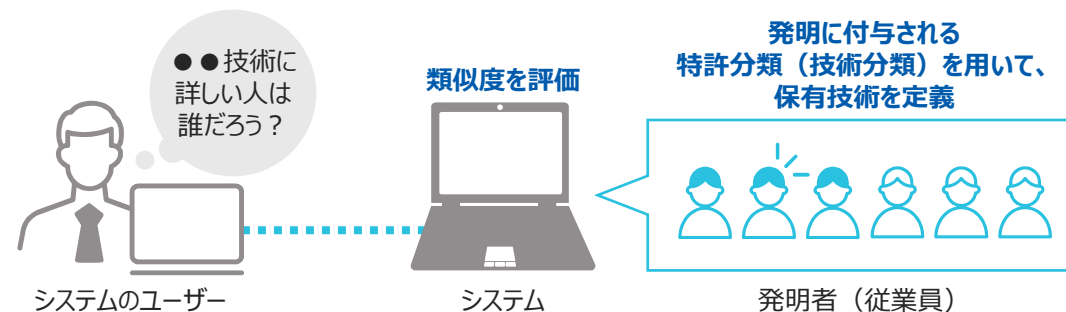 ●●技術に
詳しい人は
誰だろう？
類似度を評価
発明に付与される
特許分類（技術分類）を用いて、
保有技術を定義
システムのユーザー
システム
発明者（従業員）